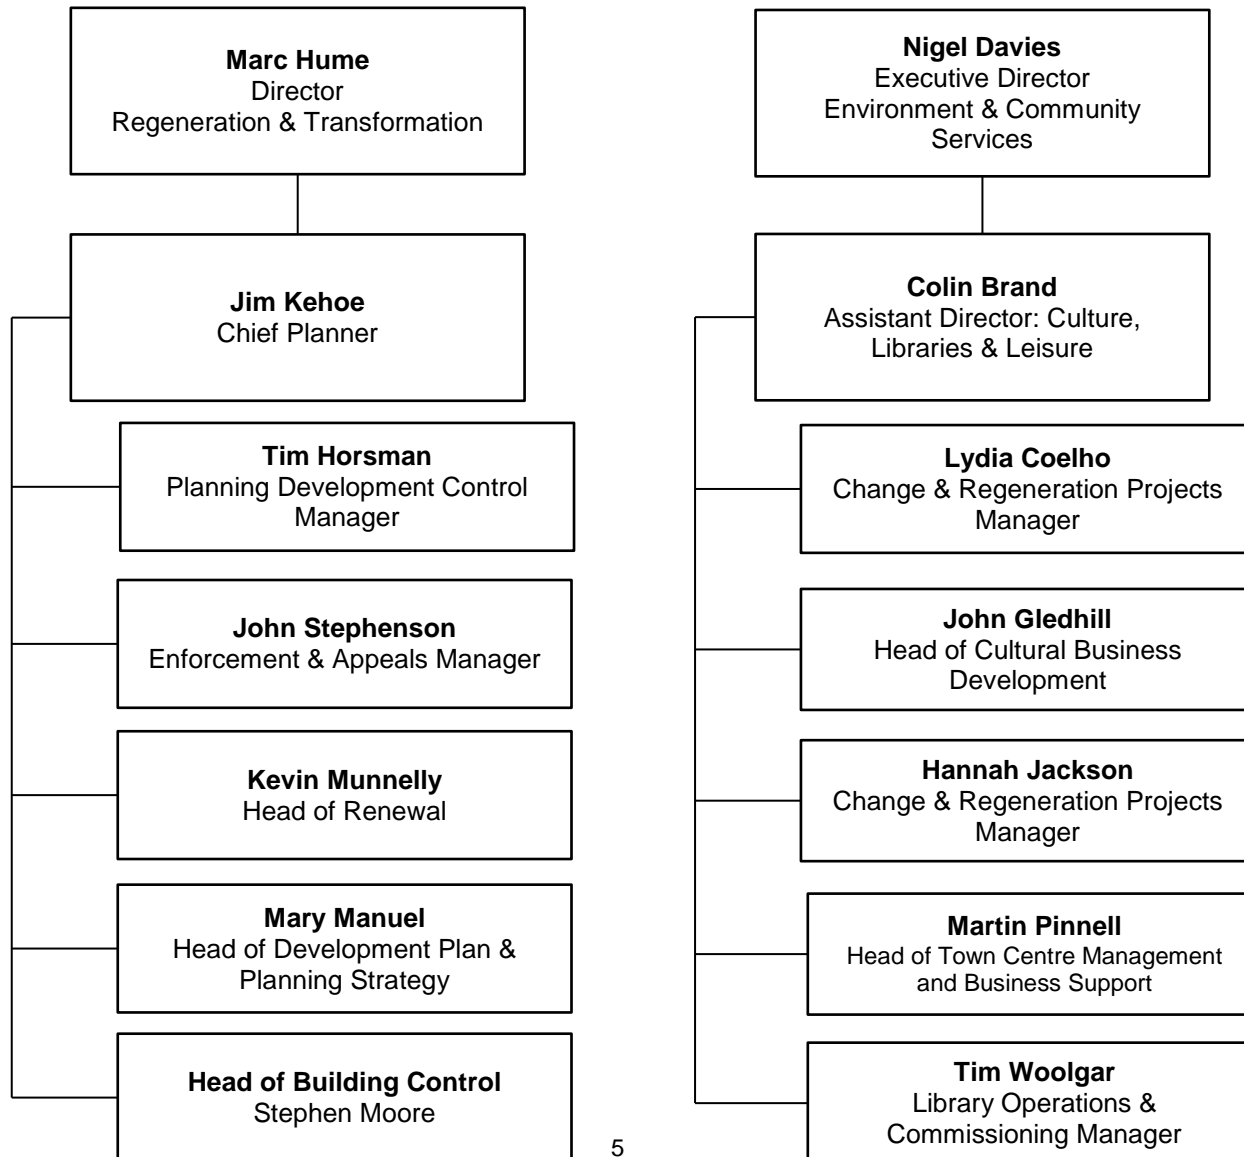 Marc Hume
Director
Regeneration & Transformation
Jim Kehoe
Chief Planner
Tim Horsman
Planning Development Control
Manager
John Stephenson
Enforcement & Appeals Manager
Kevin Munnelly
Head of Renewal
Mary Manuel
Head of Development Plan &
Planning Strategy
Head of Building Control
Stephen Moore
Nigel Davies
Executive Director
Environment & Community
Services
Colin Brand
Assistant Director: Culture,
Libraries & Leisure
Lydia Coelho
Change & Regeneration Projects
Manager
John Gledhill
Head of Cultural Business
Development
Hannah Jackson
Change & Regeneration Projects
Manager
Martin Pinnell
Head of Town Centre Management
and Business Support
Tim Woolgar
Library Operations &
Commissioning Manager
5